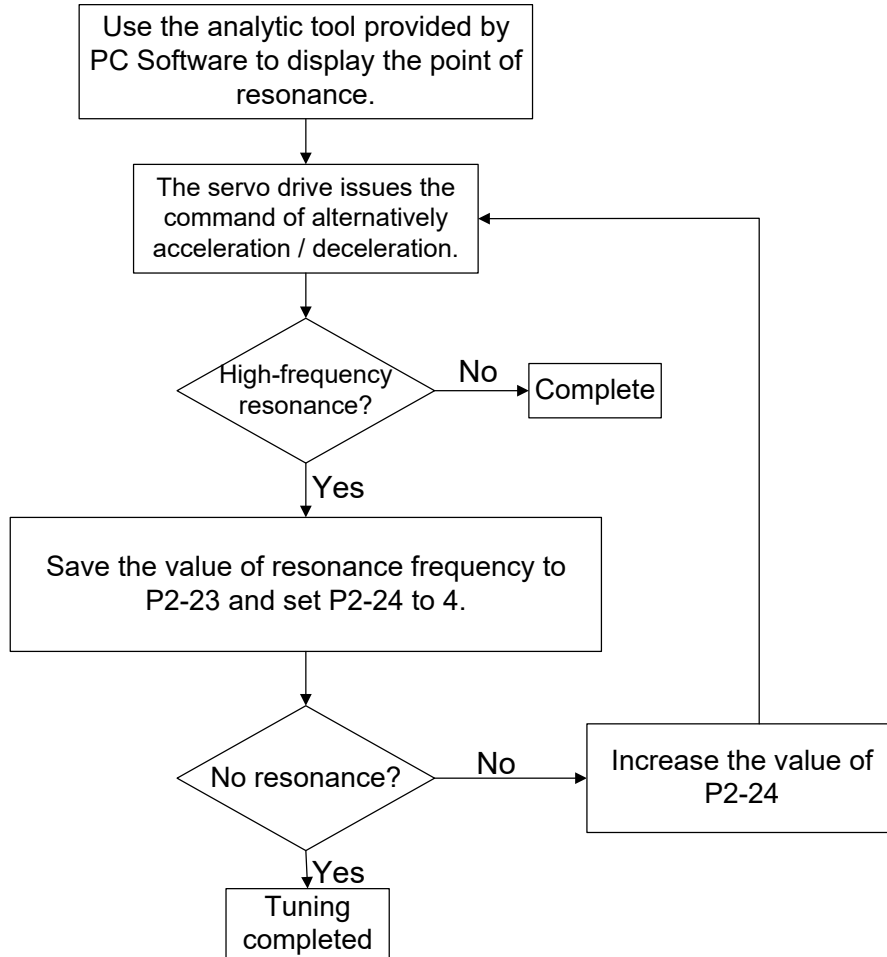 Use the analytic tool provided by
PC Software to display the point of
resonance.
The servo drive issues the
command of alternatively
acceleration / deceleration.
High-frequency
resonance?
No
Complete
Yes
Save the value of resonance frequency to
P2-23 and set P2-24 to 4.
No resonance?
No
Increase the value of
P2-24
Yes
Tuning
completed